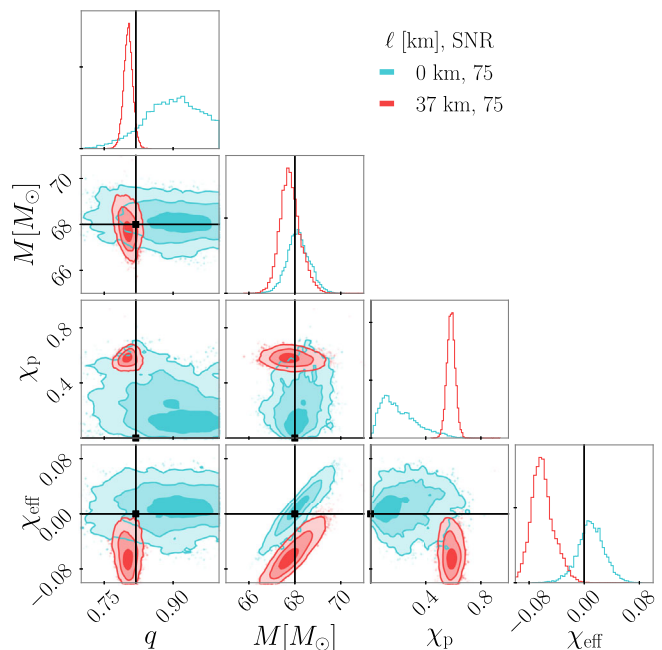 ℓ [km], SNR
0 km, 75
37 km, 75
70
68
66
M[M⊙]
0.8
0.4
χp
0.08
0.00
−0.08
χeff
0.75 0.90 66 68 70 0.4 0.8 −0.08 0.00 0.08
q M[M⊙] χp χeff